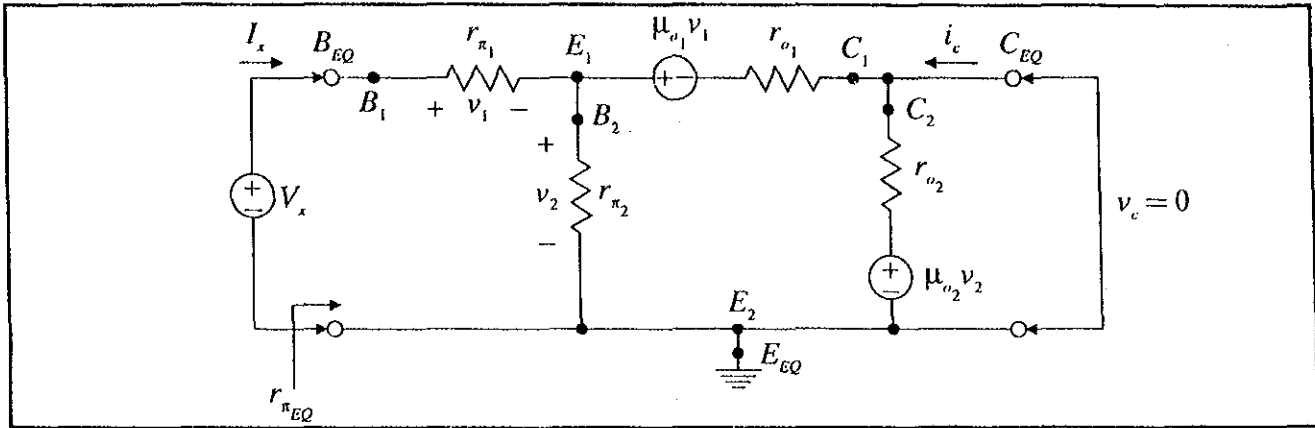 I_x B_EQ r_π1 E_1 μ_o1 v_1 r_o1 C_1 i_c C_EQ
B_1 + v_1 − B_2 + − C_2
+ r_o2
+ − V_x v_2 r_π2 v_c = 0
−
+ − μ_o2 v_2
E_2
E_EQ
r_πEQ